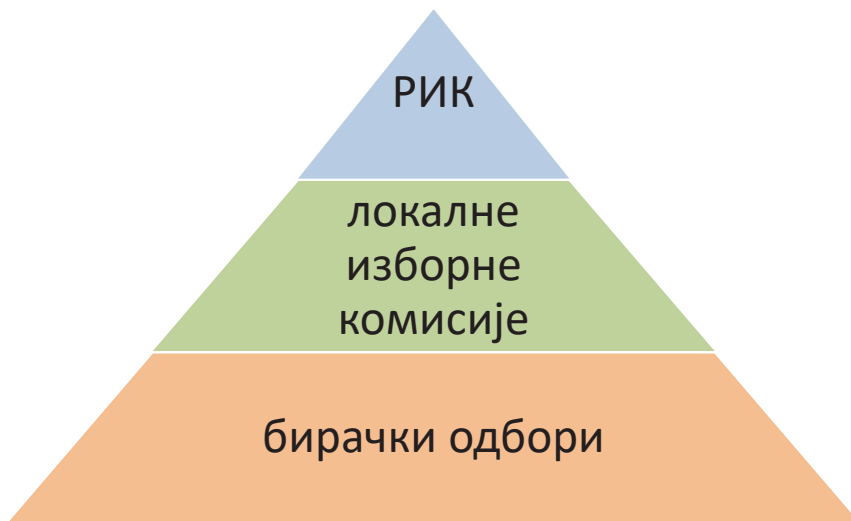 РИК
локалне
изборне
комисије
бирачки одбори